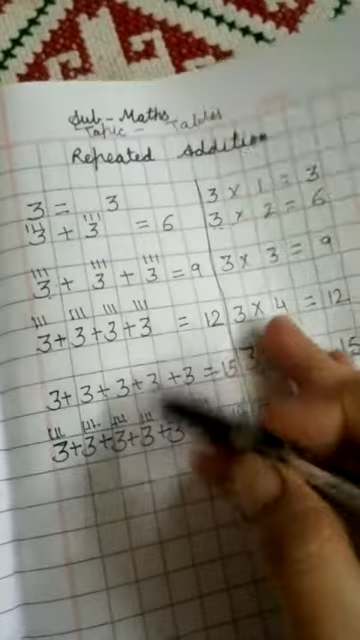 Sub - Maths
Topic - Tables
Repeated Addition
3 = 3
3 × 1 = 3
3 + 3 = 6
3 × 2 = 6
3 + 3 + 3 = 9
3 × 3 = 9
3+3+3+3 = 12
3 × 4 = 12
3+3+3+3+3 = 15
3
15
3+3+3+3+3